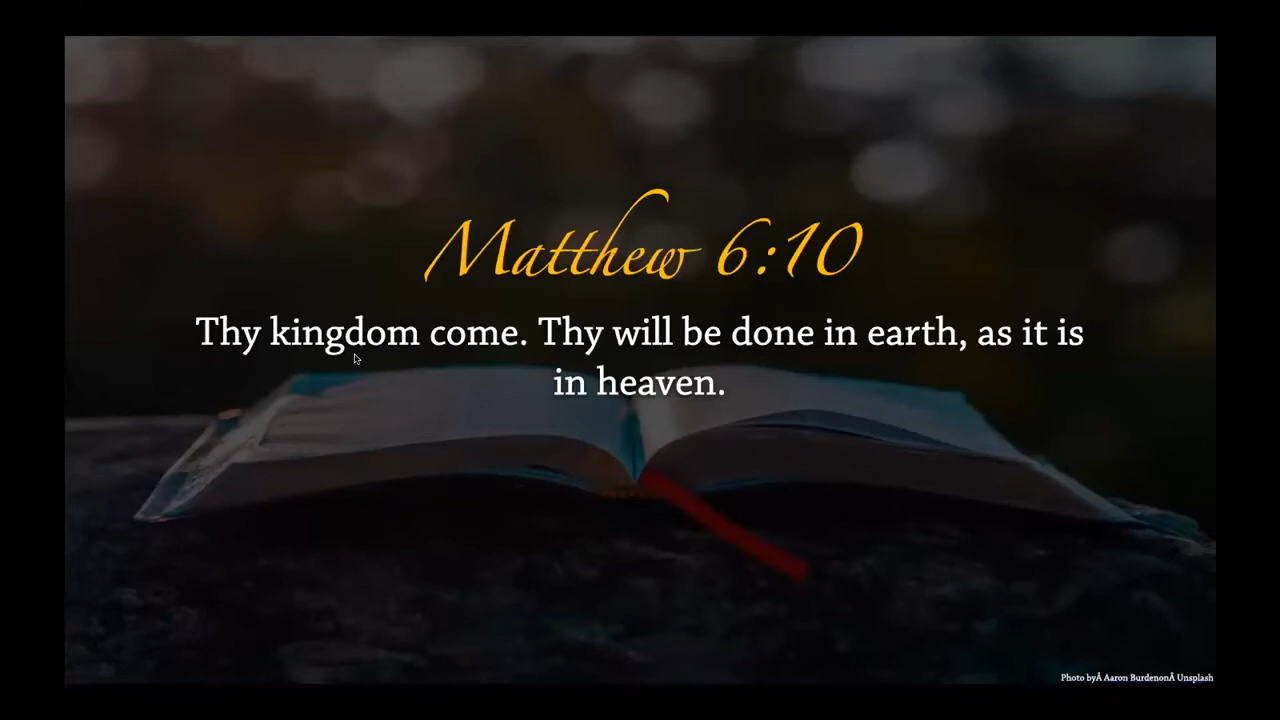 Matthew 6:10
Thy kingdom come. Thy will be done in earth, as it is
in heaven.
Photo byÂ Aaron BurdenonÂ Unsplash